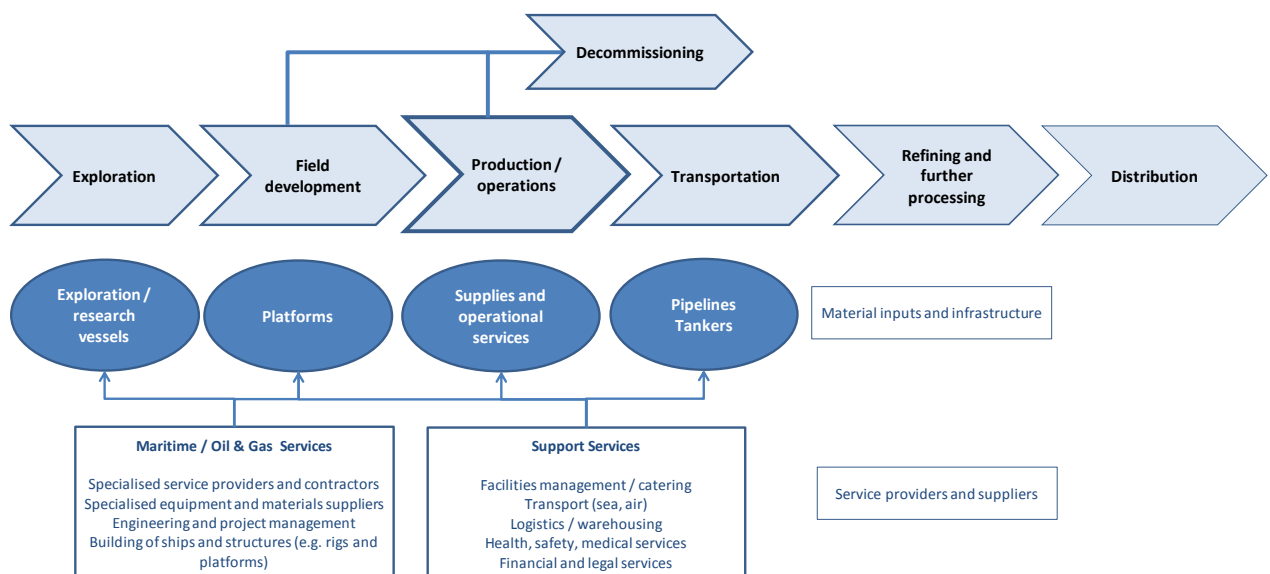 Decommissioning
Exploration
Field
development
Production /
operations
Transportation
Refining and
further
processing
Distribution
Exploration /
research
vessels
Platforms
Supplies and
operational
services
Pipelines
Tankers
Material inputs and infrastructure
Maritime / Oil & Gas Services
Specialised service providers and contractors
Specialised equipment and materials suppliers
Engineering and project management
Building of ships and structures (e.g. rigs and
platforms)
Support Services
Facilities management / catering
Transport (sea, air)
Logistics / warehousing
Health, safety, medical services
Financial and legal services
Service providers and suppliers